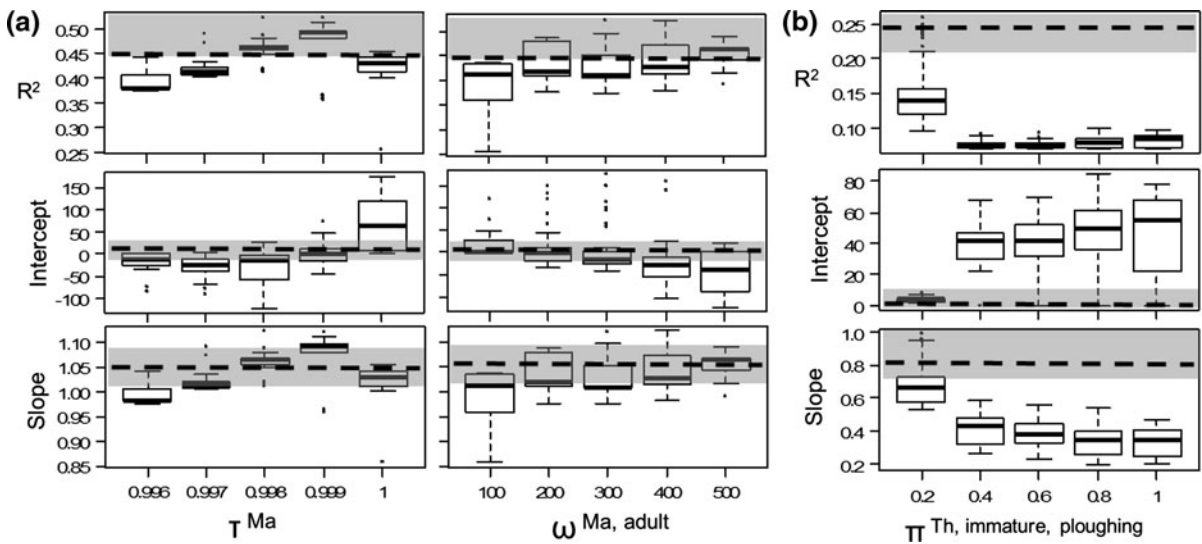 (a)
(b)
R²
0.50
0.45
0.40
0.35
0.30
0.25
Intercept
150
100
50
0
-50
-100
Slope
1.10
1.05
1.00
0.95
0.90
0.85
0.996 0.997 0.998 0.999 1
τ Ma
100 200 300 400 500
ω Ma, adult
R²
0.25
0.20
0.15
0.10
Intercept
80
60
40
20
0
Slope
1.0
0.8
0.6
0.4
0.2
0.2 0.4 0.6 0.8 1
π Th, immature, ploughing